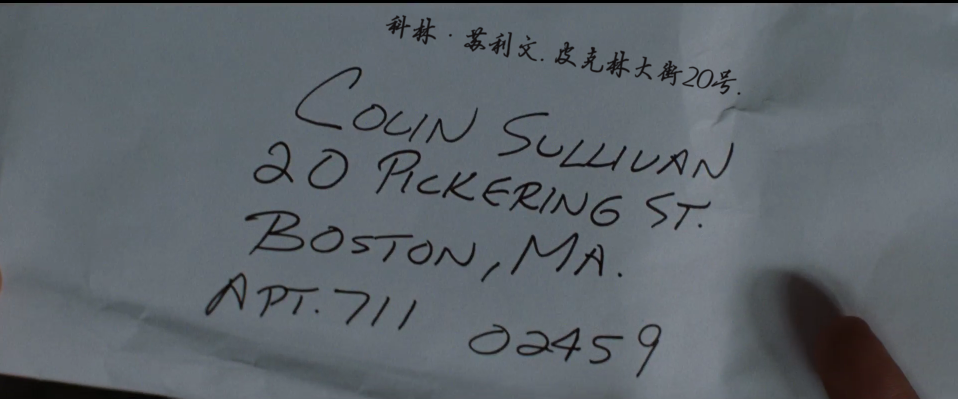 科林·苏利文.皮克林大街20号.
COLIN SULLIVAN
20 PICKERING ST.
BOSTON, MA.
APT. 711
02459